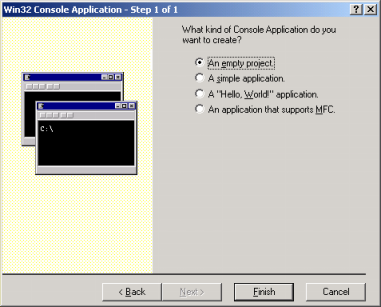 Win32 Console Application - Step 1 of 1
What kind of Console Application do you
want to create?
An empty project.
A simple application.
A "Hello, World!" application.
An application that supports MFC.
C:\
< Back
Next >
Finish
Cancel